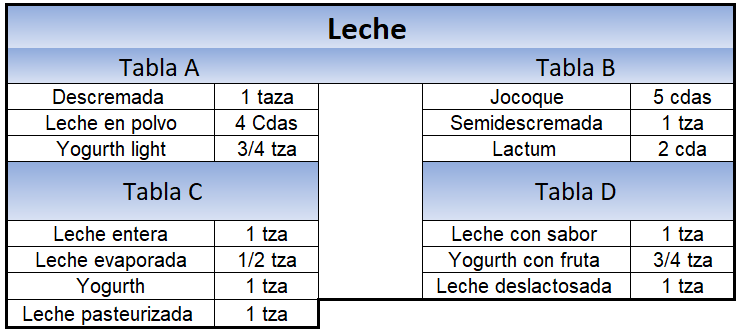 Leche
Tabla A Tabla B
Descremada 1 taza Jocoque 5 cdas
Leche en polvo 4 Cdas Semidescremada 1 tza
Yogurth light 3/4 tza Lactum 2 cda
Tabla C Tabla D
Leche entera 1 tza Leche con sabor 1 tza
Leche evaporada 1/2 tza Yogurth con fruta 3/4 tza
Yogurth 1 tza Leche deslactosada 1 tza
Leche pasteurizada 1 tza